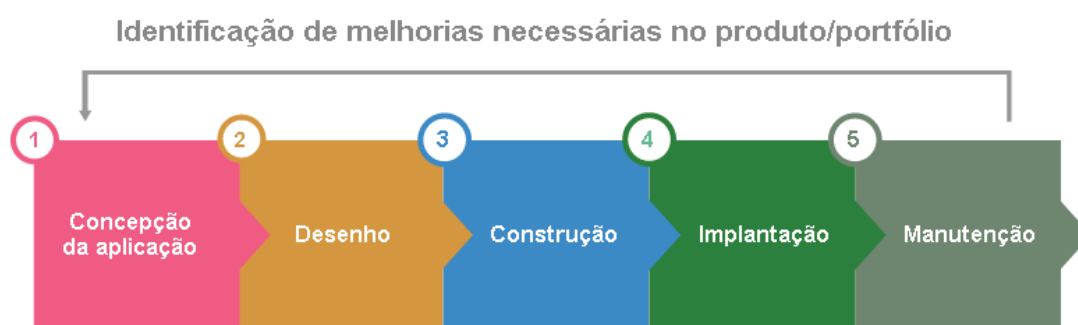 Identificação de melhorias necessárias no produto/portfólio
1
2
3
4
5
Concepção
da aplicação
Desenho
Construção
Implantação
Manutenção